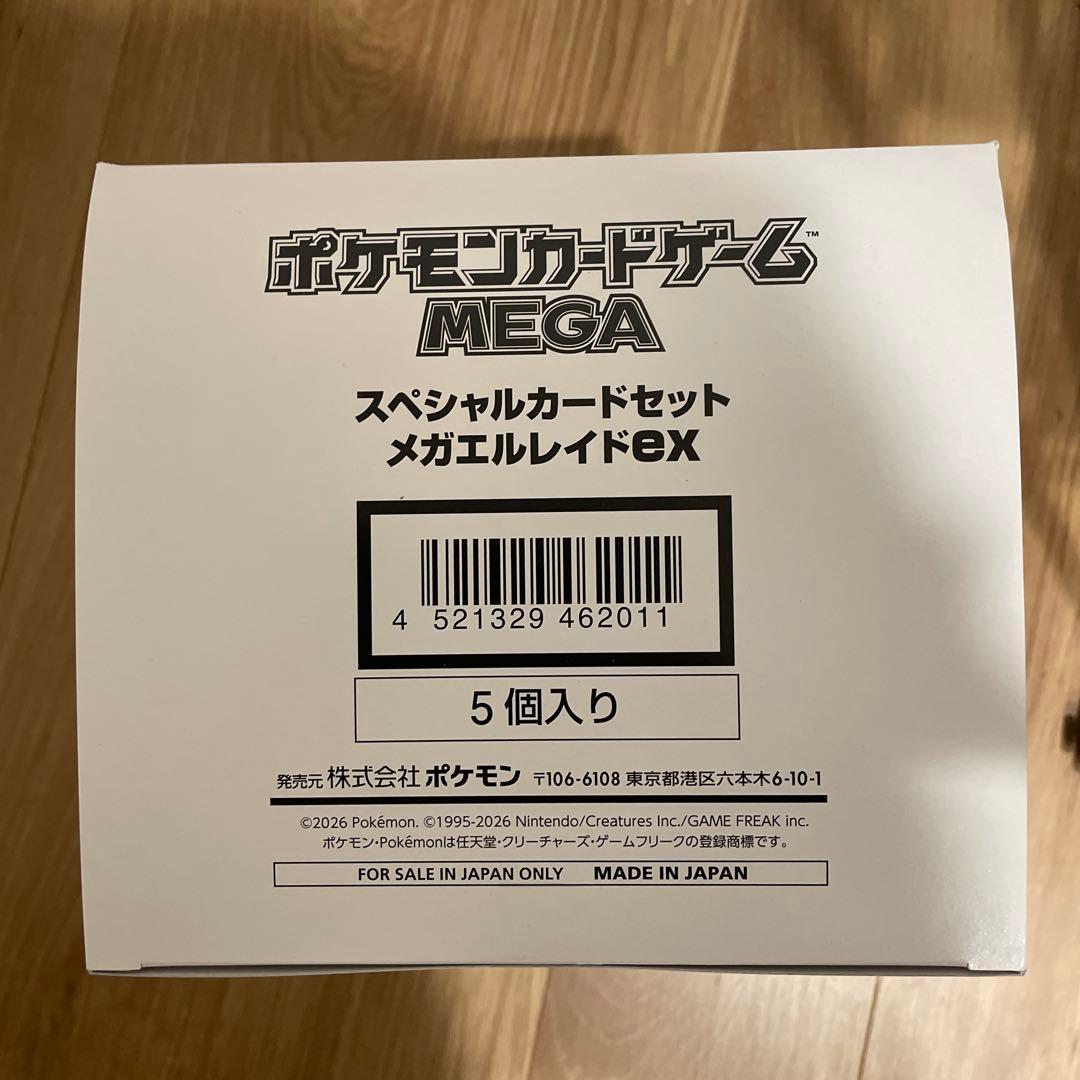 ポケモンカードゲーム™
MEGA
スペシャルカードセット
メガエルレイドex
4 521329 462011
5個入り
発売元 株式会社 ポケモン 〒106-6108 東京都港区六本木6-10-1
©2026 Pokémon. ©1995-2026 Nintendo/Creatures Inc./GAME FREAK inc.
ポケモン・Pokémonは任天堂・クリーチャーズ・ゲームフリークの登録商標です。
FOR SALE IN JAPAN ONLY MADE IN JAPAN